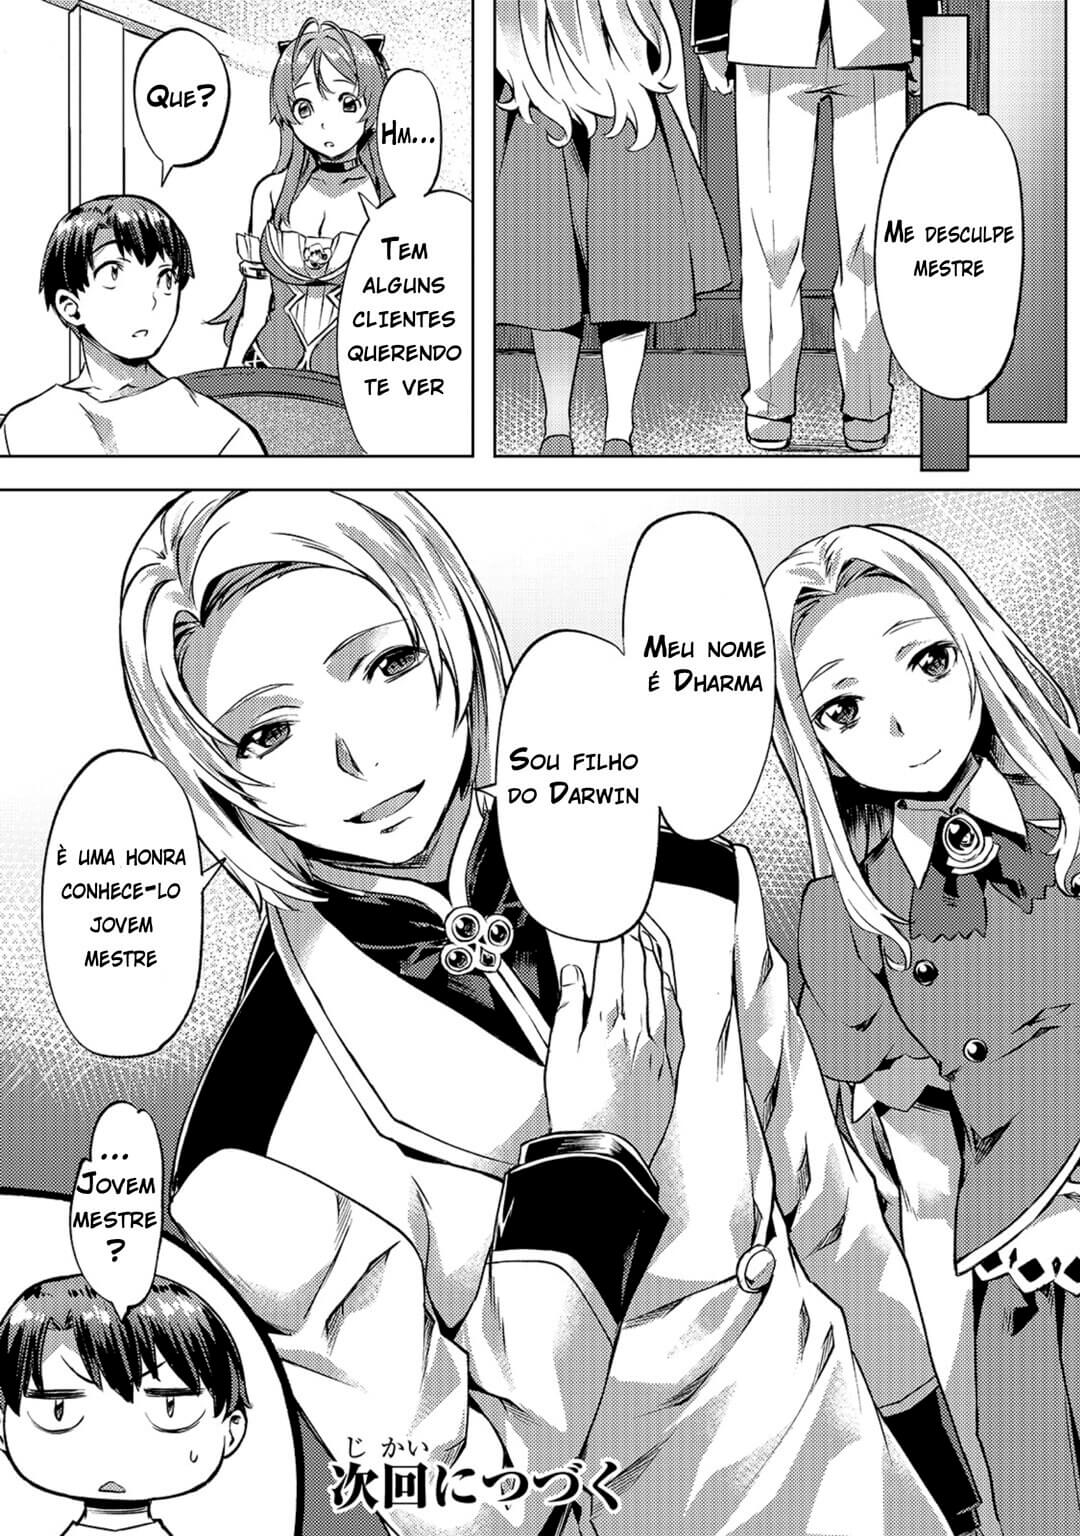 Me desculpe
mestre
Hm...
Tem
alguns
clientes
querendo
te ver
Que?
Meu nome
é Dharma
Sou filho
do Darwin
È uma honra
conhece-lo
jovem
mestre
...
Jovem
mestre
?
じかい
次回につづく